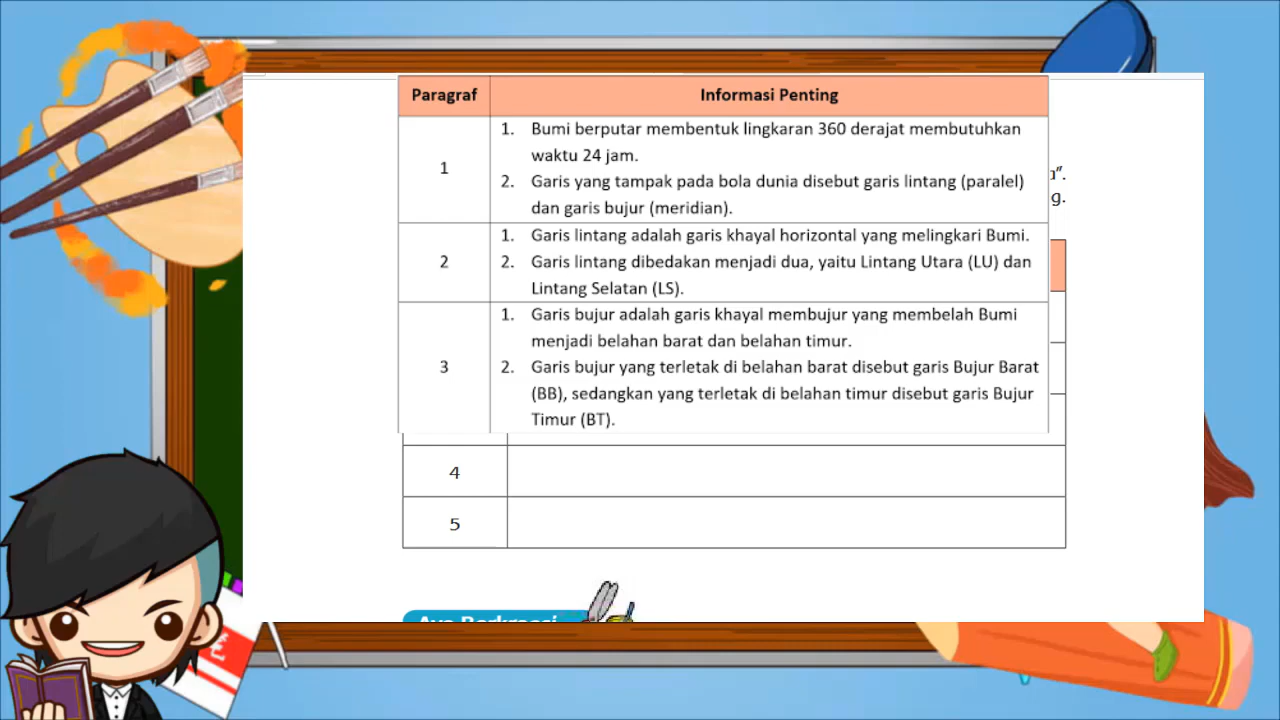 Paragraf Informasi Penting
1
1. Bumi berputar membentuk lingkaran 360 derajat membutuhkan
waktu 24 jam.
2. Garis yang tampak pada bola dunia disebut garis lintang (paralel)
dan garis bujur (meridian).
a”.
g.
2
1. Garis lintang adalah garis khayal horizontal yang melingkari Bumi.
2. Garis lintang dibedakan menjadi dua, yaitu Lintang Utara (LU) dan
Lintang Selatan (LS).
3
1. Garis bujur adalah garis khayal membujur yang membelah Bumi
menjadi belahan barat dan belahan timur.
2. Garis bujur yang terletak di belahan barat disebut garis Bujur Barat
(BB), sedangkan yang terletak di belahan timur disebut garis Bujur
Timur (BT).
4
5